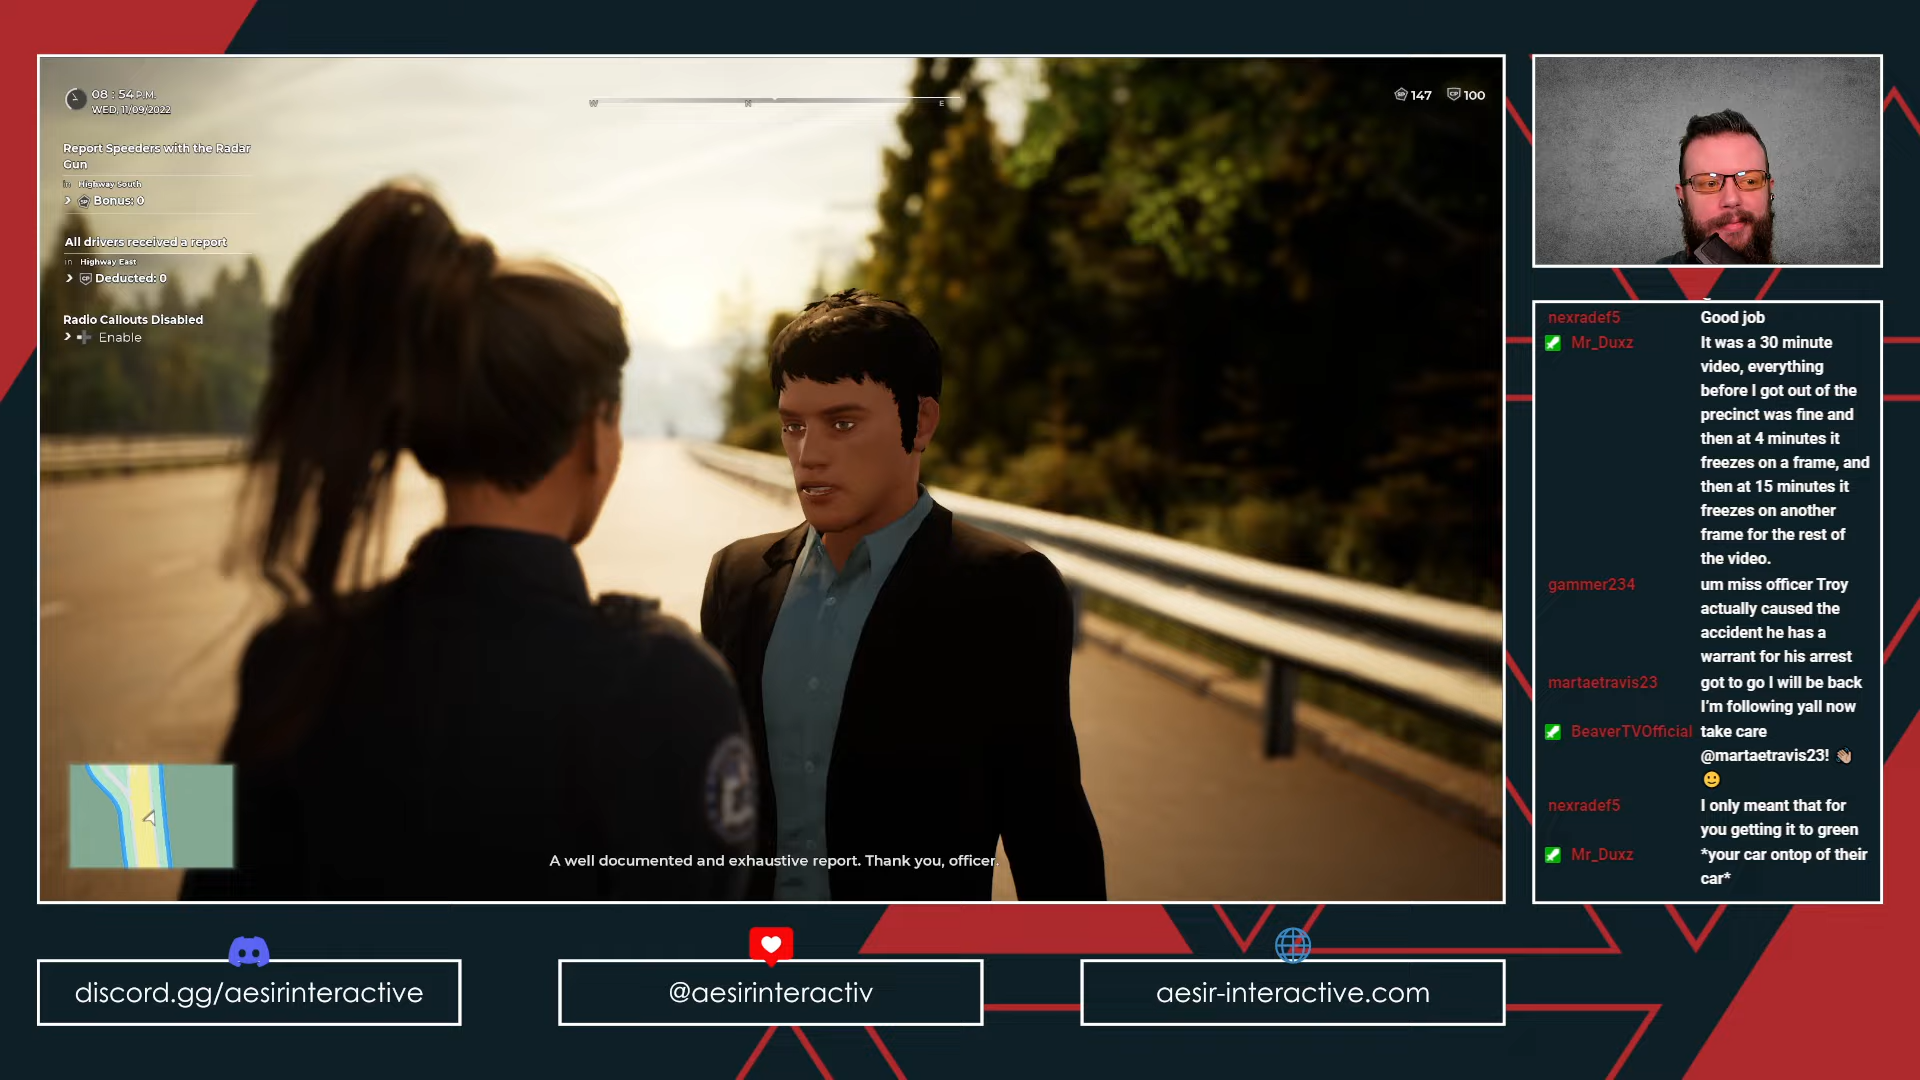 08 : 54 P.M.
WED, 11/09/2022
W N E
147 100
Report Speeders with the Radar
Gun
in Highway South
Bonus: 0
All drivers received a report
in Highway East
Deducted: 0
Radio Callouts Disabled
Enable
A well documented and exhaustive report. Thank you, officer.
nexradef5 Good job
Mr_Duxz It was a 30 minute
video, everything
before I got out of the
precinct was fine and
then at 4 minutes it
freezes on a frame, and
then at 15 minutes it
freezes on another
frame for the rest of
the video.
gammer234 um miss officer Troy
actually caused the
accident he has a
warrant for his arrest
martaetravis23 got to go I will be back
I'm following yall now
BeaverTVOfficial take care
@martaetravis23! 👋🏽
🙂
nexradef5 I only meant that for
you getting it to green
Mr_Duxz *your car ontop of their
car*
discord.gg/aesirinteractive
@aesirinteractiv
aesir-interactive.com